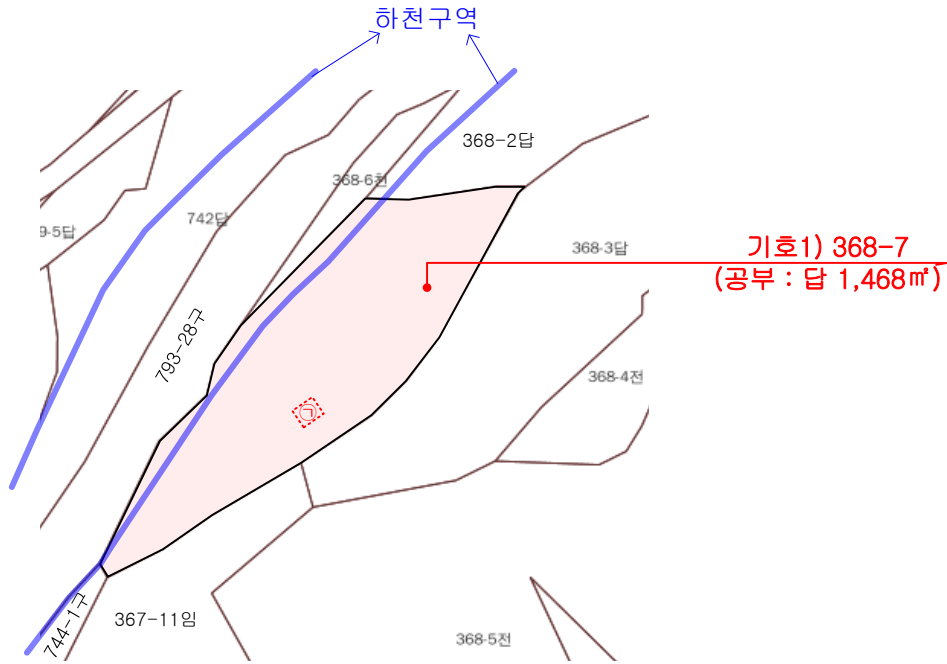 하천구역
368-2답
368-6천
742답
9-5답
368-3답
기호1) 368-7
(공부 : 답 1,468㎡)
793-28구
368-4전
ㄱ
744-1구
367-11임
368-5전